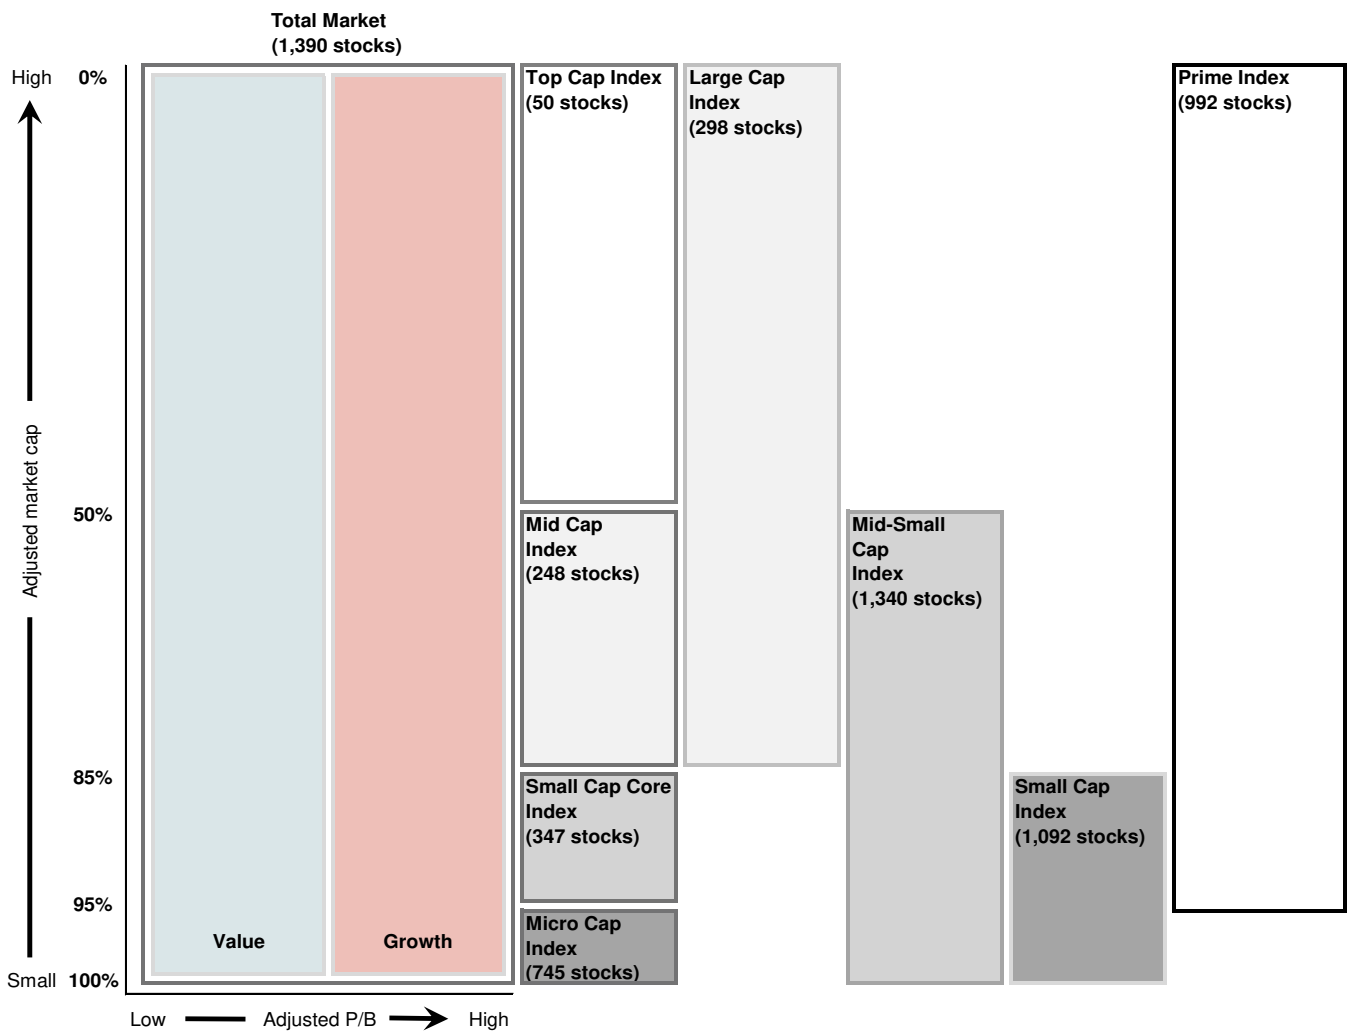 Total Market
(1,390 stocks)
High
0%
Top Cap Index
(50 stocks)
Large Cap
Index
(298 stocks)
Prime Index
(992 stocks)
Adjusted market cap
50%
Mid Cap
Index
(248 stocks)
Mid-Small
Cap
Index
(1,340 stocks)
85%
Small Cap Core
Index
(347 stocks)
Small Cap
Index
(1,092 stocks)
95%
Value
Growth
Micro Cap
Index
(745 stocks)
Small
100%
Low
Adjusted P/B
High